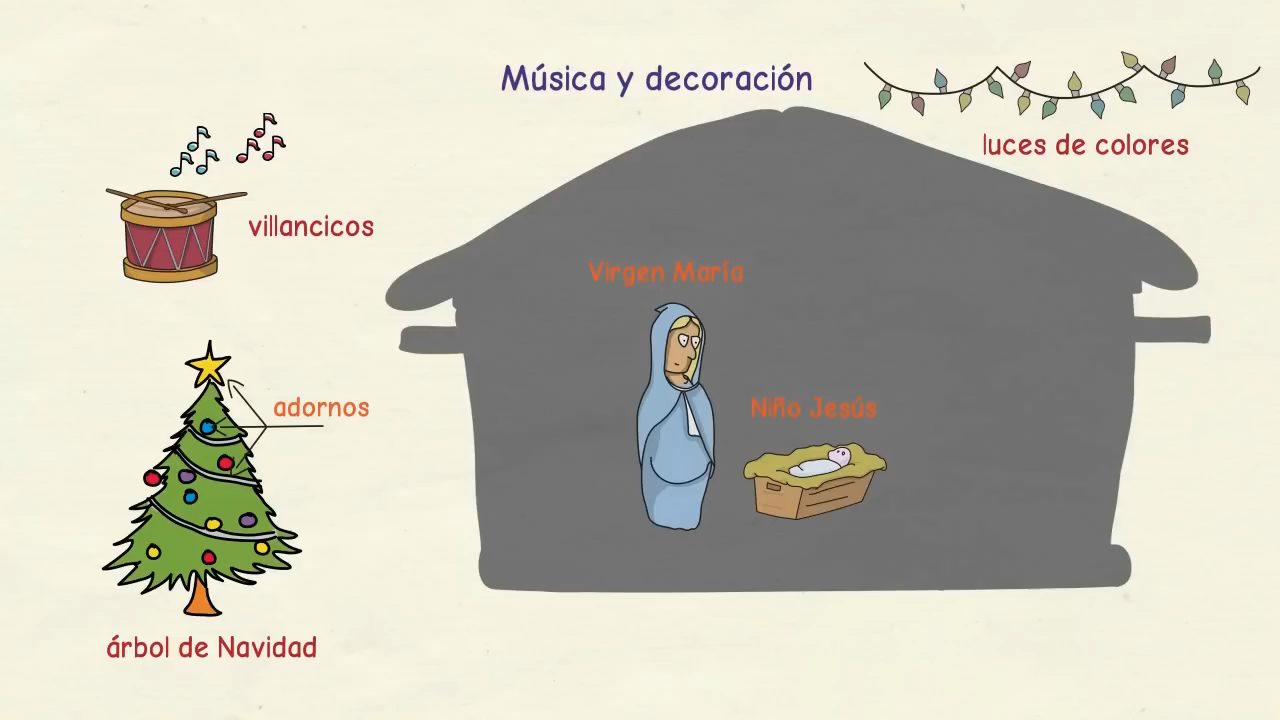 Música y decoración
luces de colores
villancicos
Virgen María
Niño Jesús
adornos
árbol de Navidad